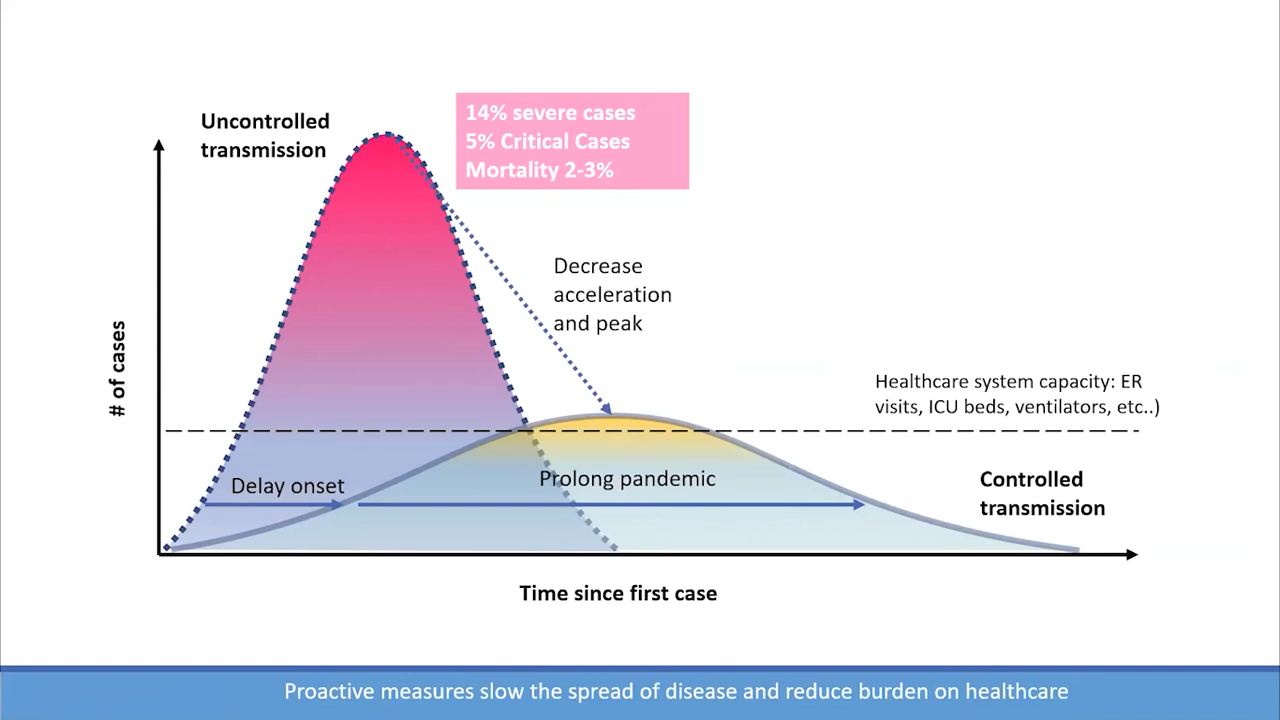 Uncontrolled
transmission
14% severe cases
5% Critical Cases
Mortality 2-3%
Decrease
acceleration
and peak
# of cases
Healthcare system capacity: ER
visits, ICU beds, ventilators, etc..)
Delay onset
Prolong pandemic
Controlled
transmission
Time since first case
Proactive measures slow the spread of disease and reduce burden on healthcare